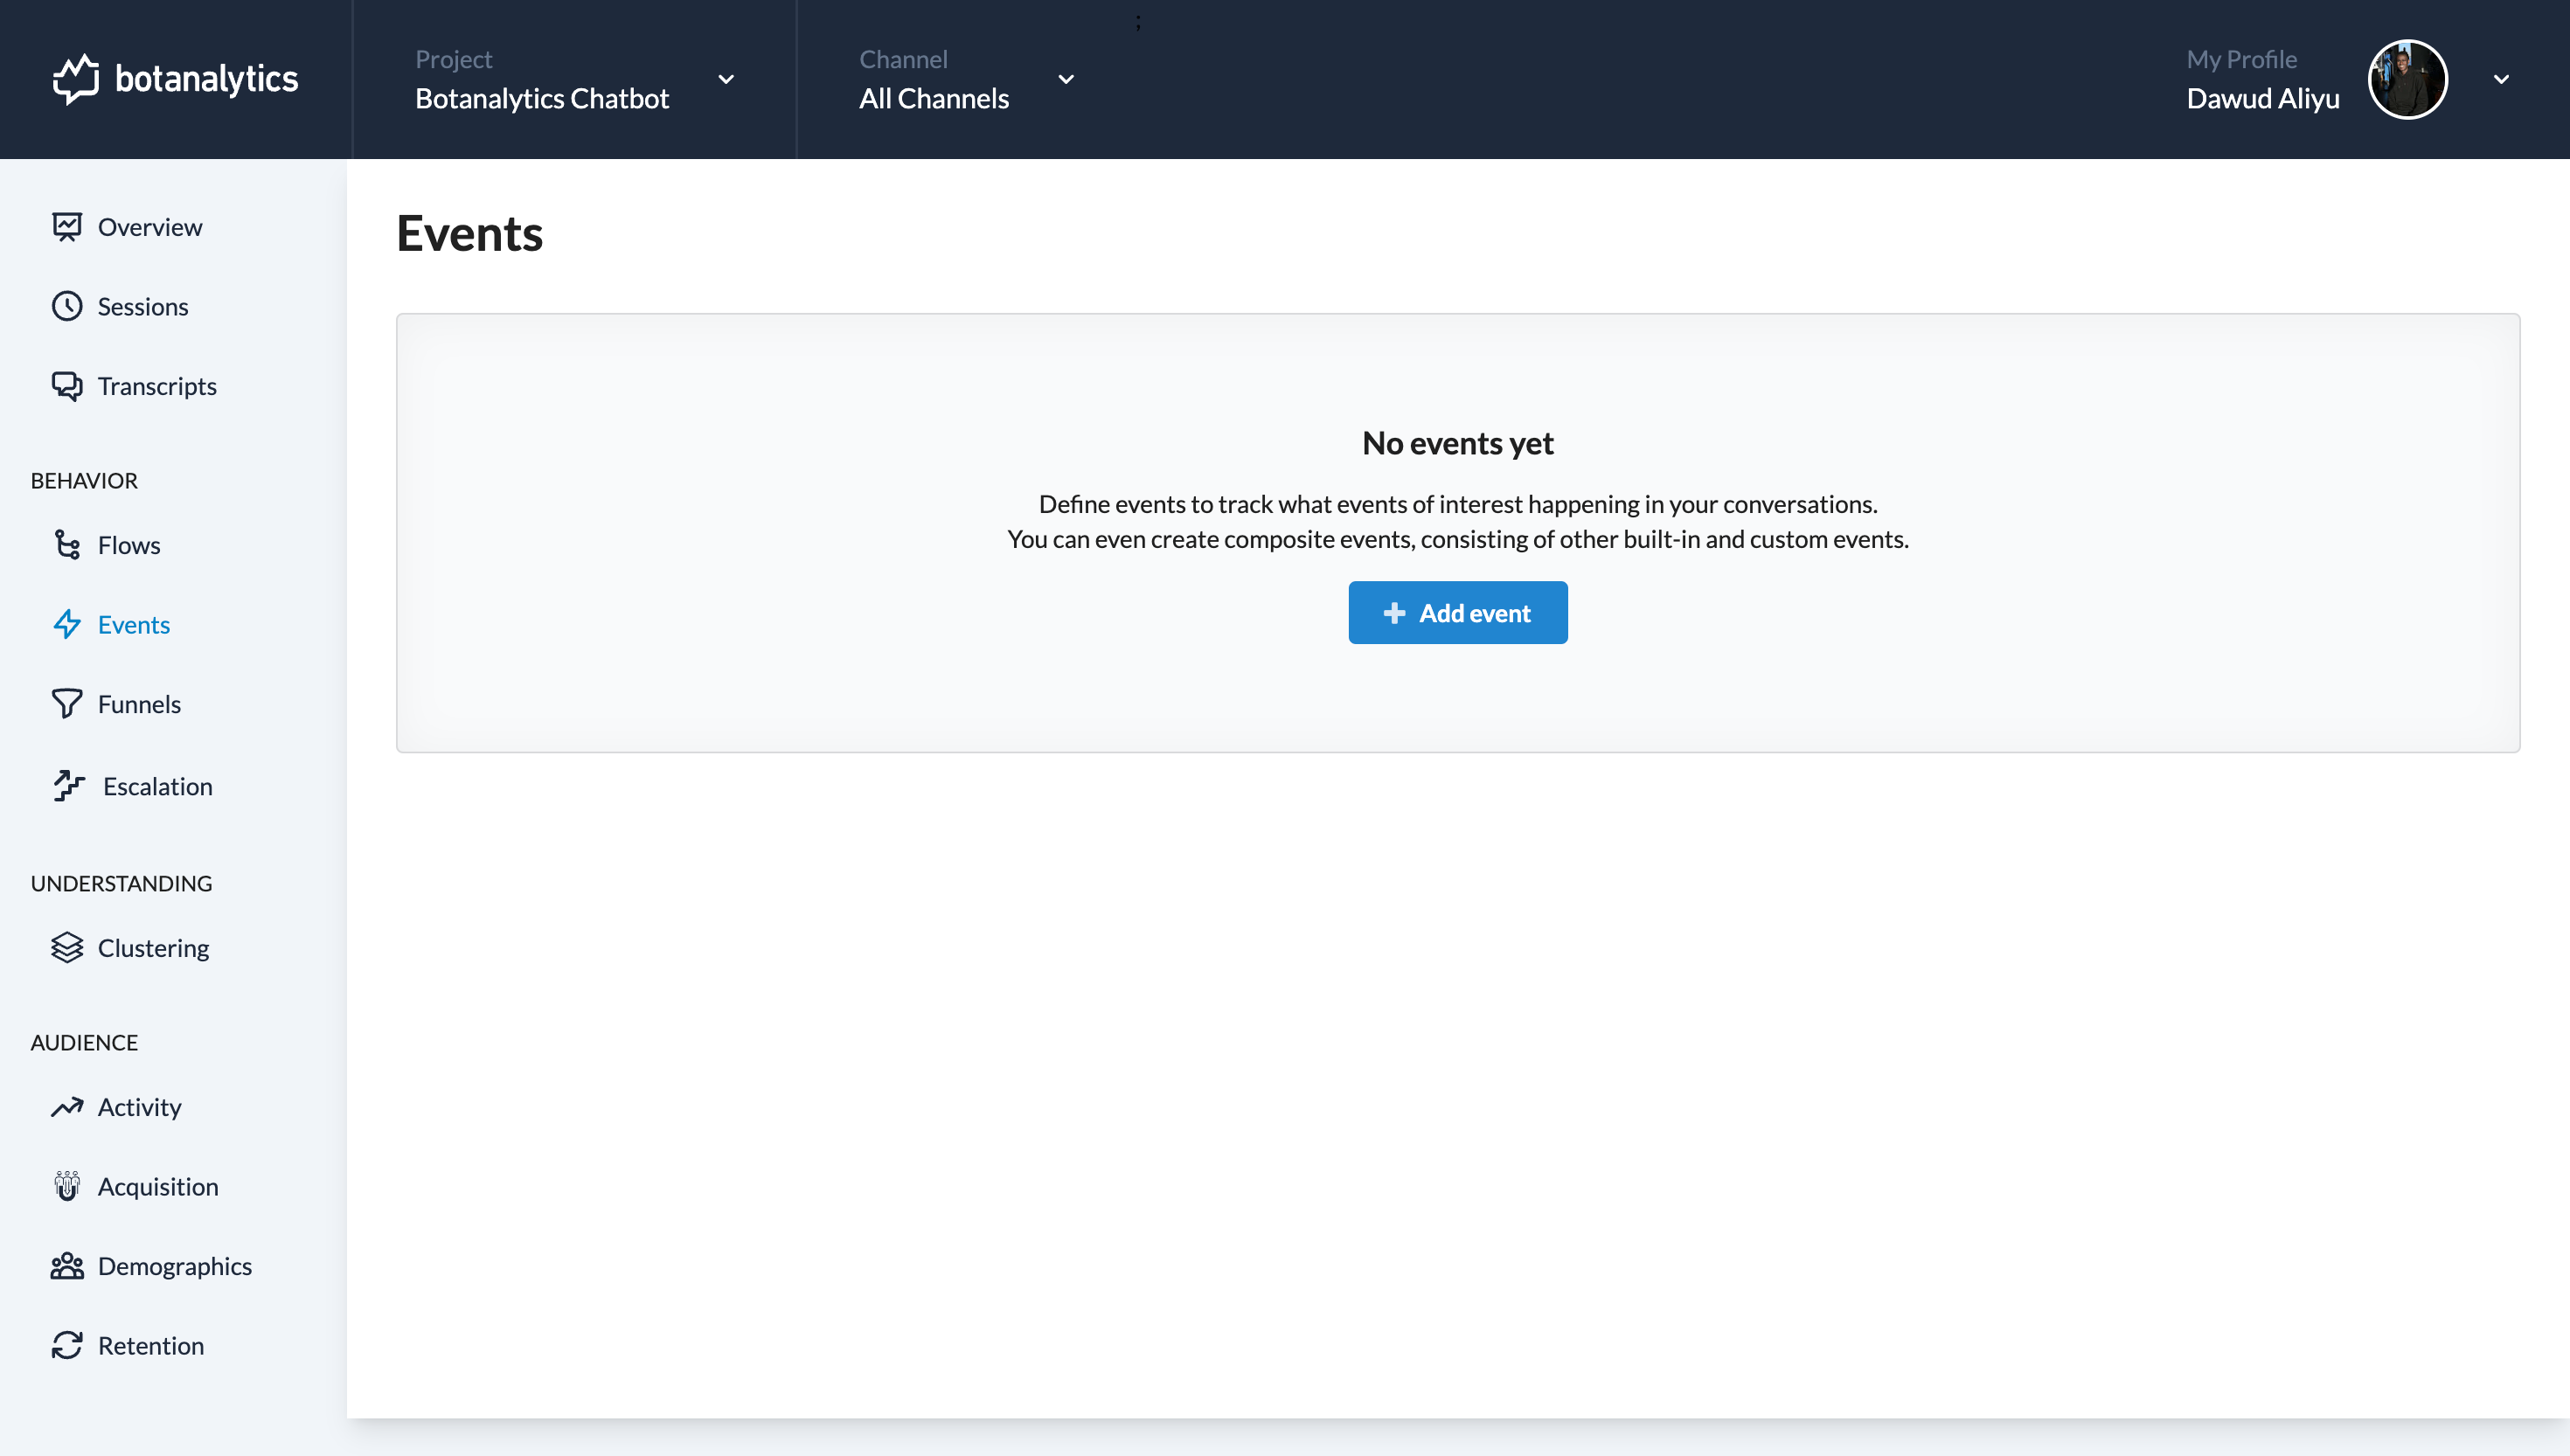 ;
botanalytics
Project
Botanalytics Chatbot
Channel
All Channels
My Profile
Dawud Aliyu
Overview
Sessions
Transcripts
BEHAVIOR
Flows
Events
Funnels
Escalation
UNDERSTANDING
Clustering
AUDIENCE
Activity
Acquisition
Demographics
Retention
Events
No events yet
Define events to track what events of interest happening in your conversations.
You can even create composite events, consisting of other built-in and custom events.
Add event